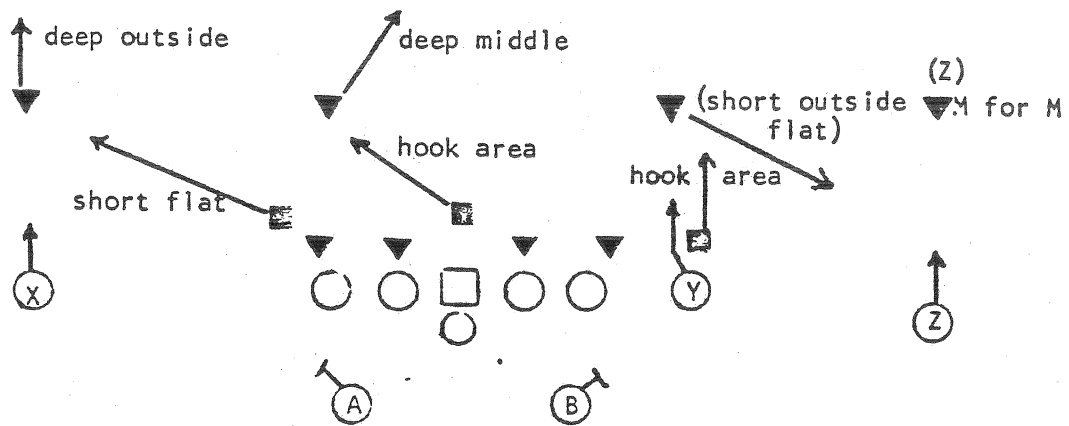 deep outside
deep middle
(Z)
(short outside
flat)
M for M
hook area
hook area
short flat
X
Y
Z
A
B